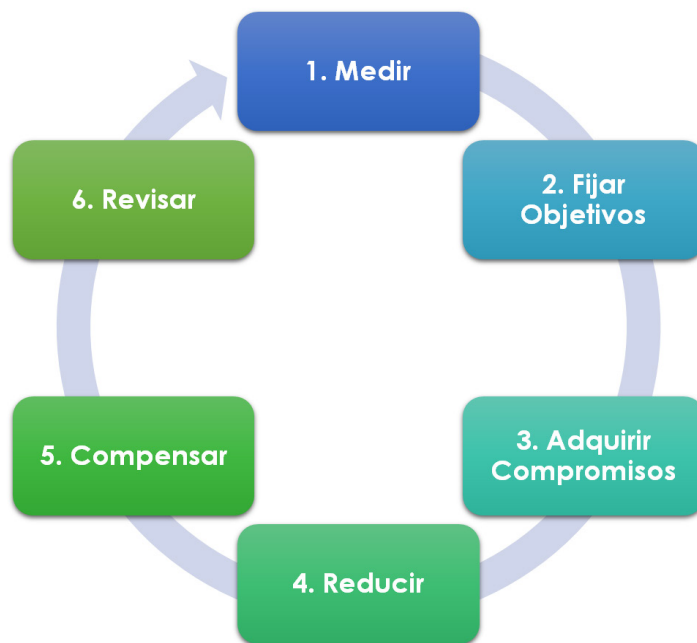 1. Medir
2. Fijar
Objetivos
3. Adquirir
Compromisos
4. Reducir
5. Compensar
6. Revisar